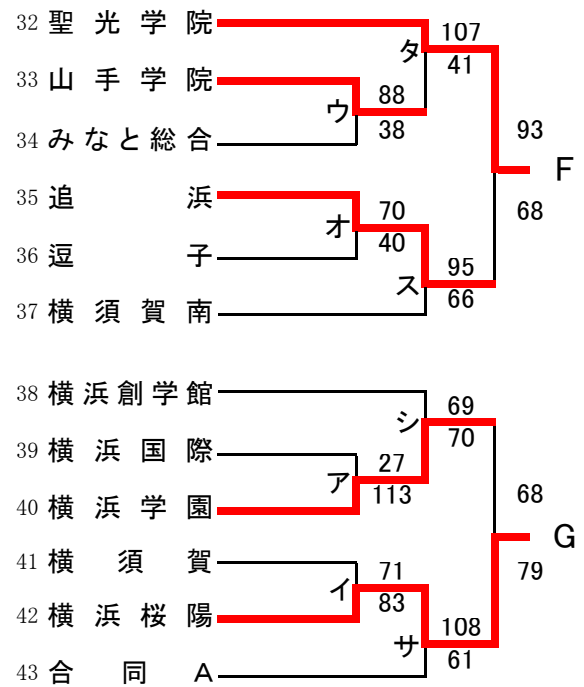 32 聖光学院
タ 107
41
33 山手学院
ウ 88
38
34 みなと総合
93
F
68
35 追浜
オ 70
40
36 逗子
ス 95
66
37 横須賀南
38 横浜創学館
シ 69
70
39 横浜国際
ア 27
113
40 横浜学園
68
G
79
41 横須賀
イ 71
83
42 横浜桜陽
サ 108
61
43 合同A